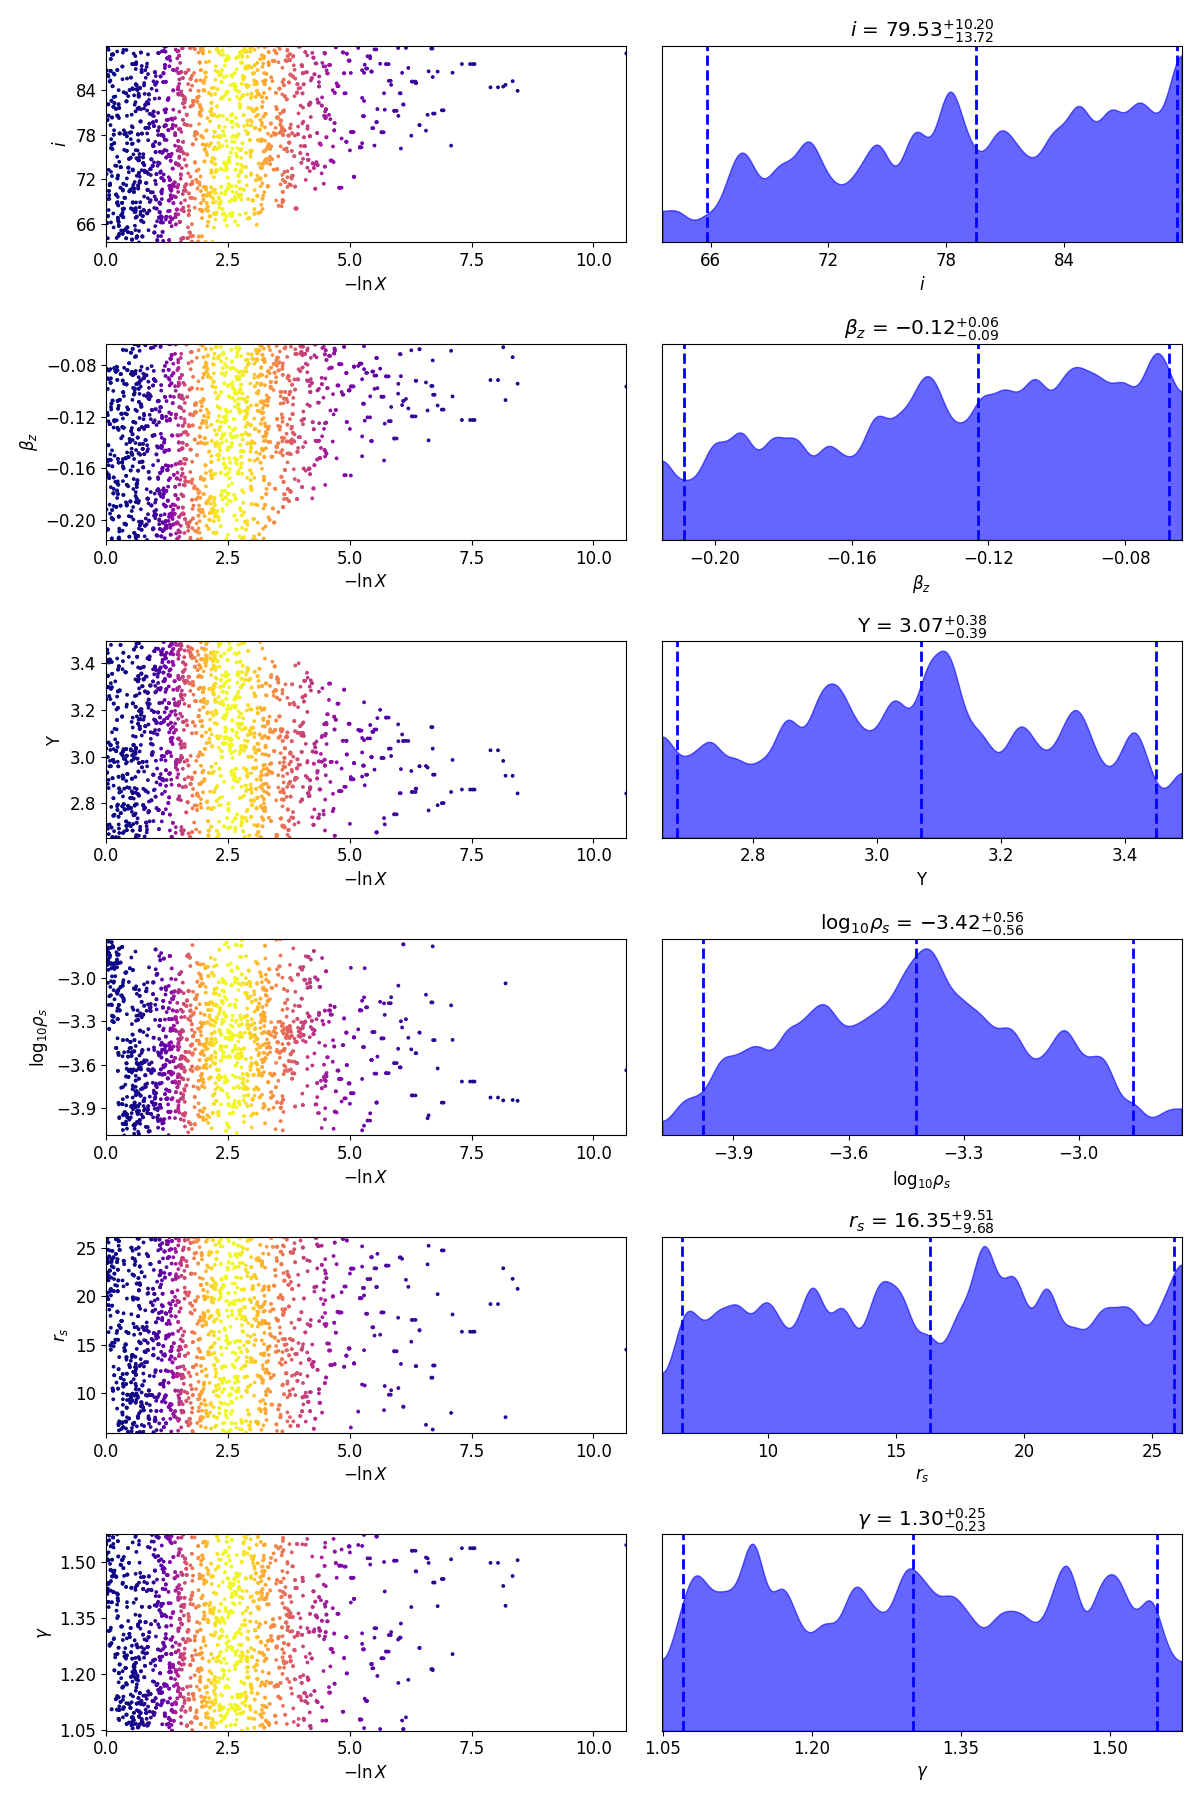 i = 79.53+10.20−13.72
84
78
72
66
i
0.0 2.5 5.0 7.5 10.0
−ln X
66 72 78 84
i
βz = −0.12+0.06−0.09
−0.08
−0.12
−0.16
−0.20
βz
0.0 2.5 5.0 7.5 10.0
−ln X
−0.20 −0.16 −0.12 −0.08
βz
Y = 3.07+0.38−0.39
3.4
3.2
3.0
2.8
Y
0.0 2.5 5.0 7.5 10.0
−ln X
2.8 3.0 3.2 3.4
Y
log10ρs = −3.42+0.56−0.56
−3.0
−3.3
−3.6
−3.9
log10ρs
0.0 2.5 5.0 7.5 10.0
−ln X
−3.9 −3.6 −3.3 −3.0
log10ρs
rs = 16.35+9.51−9.68
25
20
15
10
rs
0.0 2.5 5.0 7.5 10.0
−ln X
10 15 20 25
rs
γ = 1.30+0.25−0.23
1.50
1.35
1.20
1.05
γ
0.0 2.5 5.0 7.5 10.0
−ln X
1.05 1.20 1.35 1.50
γ